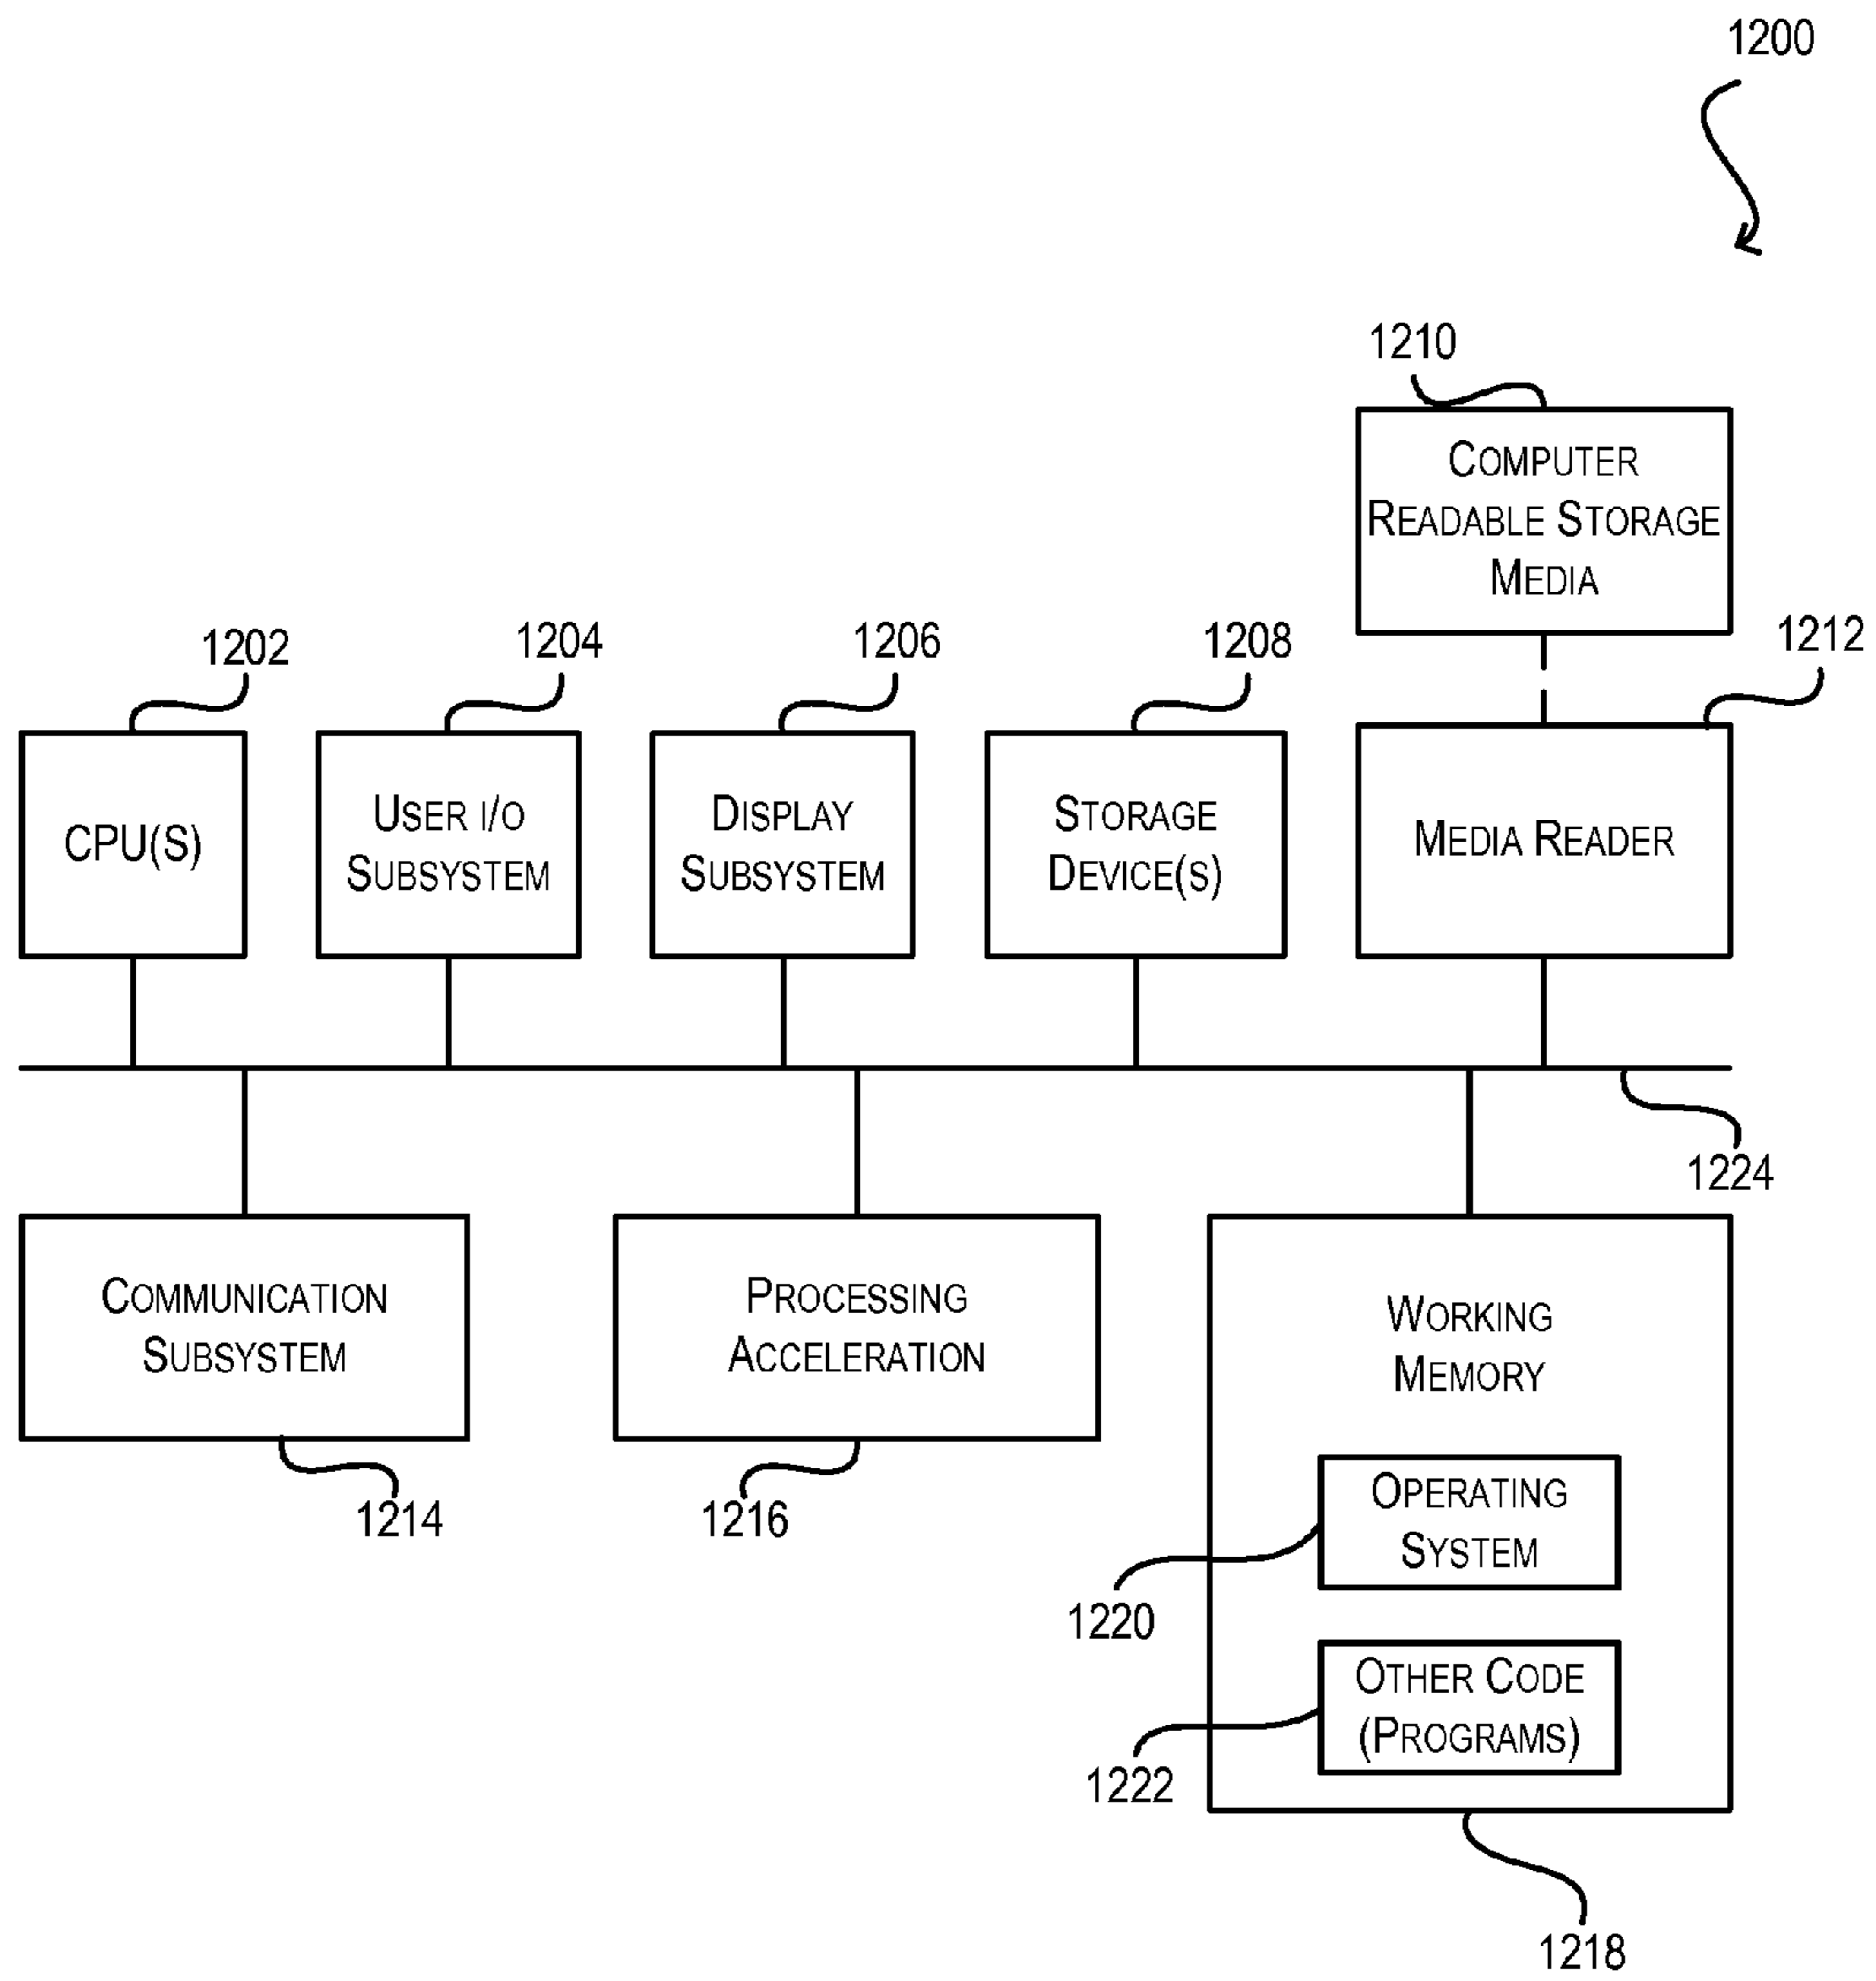 1200
1210
COMPUTER
READABLE STORAGE
MEDIA
1202
1204
1206
1208
1212
CPU(S)
USER I/O
SUBSYSTEM
DISPLAY
SUBSYSTEM
STORAGE
DEVICE(S)
MEDIA READER
1224
COMMUNICATION
SUBSYSTEM
PROCESSING
ACCELERATION
WORKING
MEMORY
1214
1216
OPERATING
SYSTEM
1220
OTHER CODE
(PROGRAMS)
1222
1218